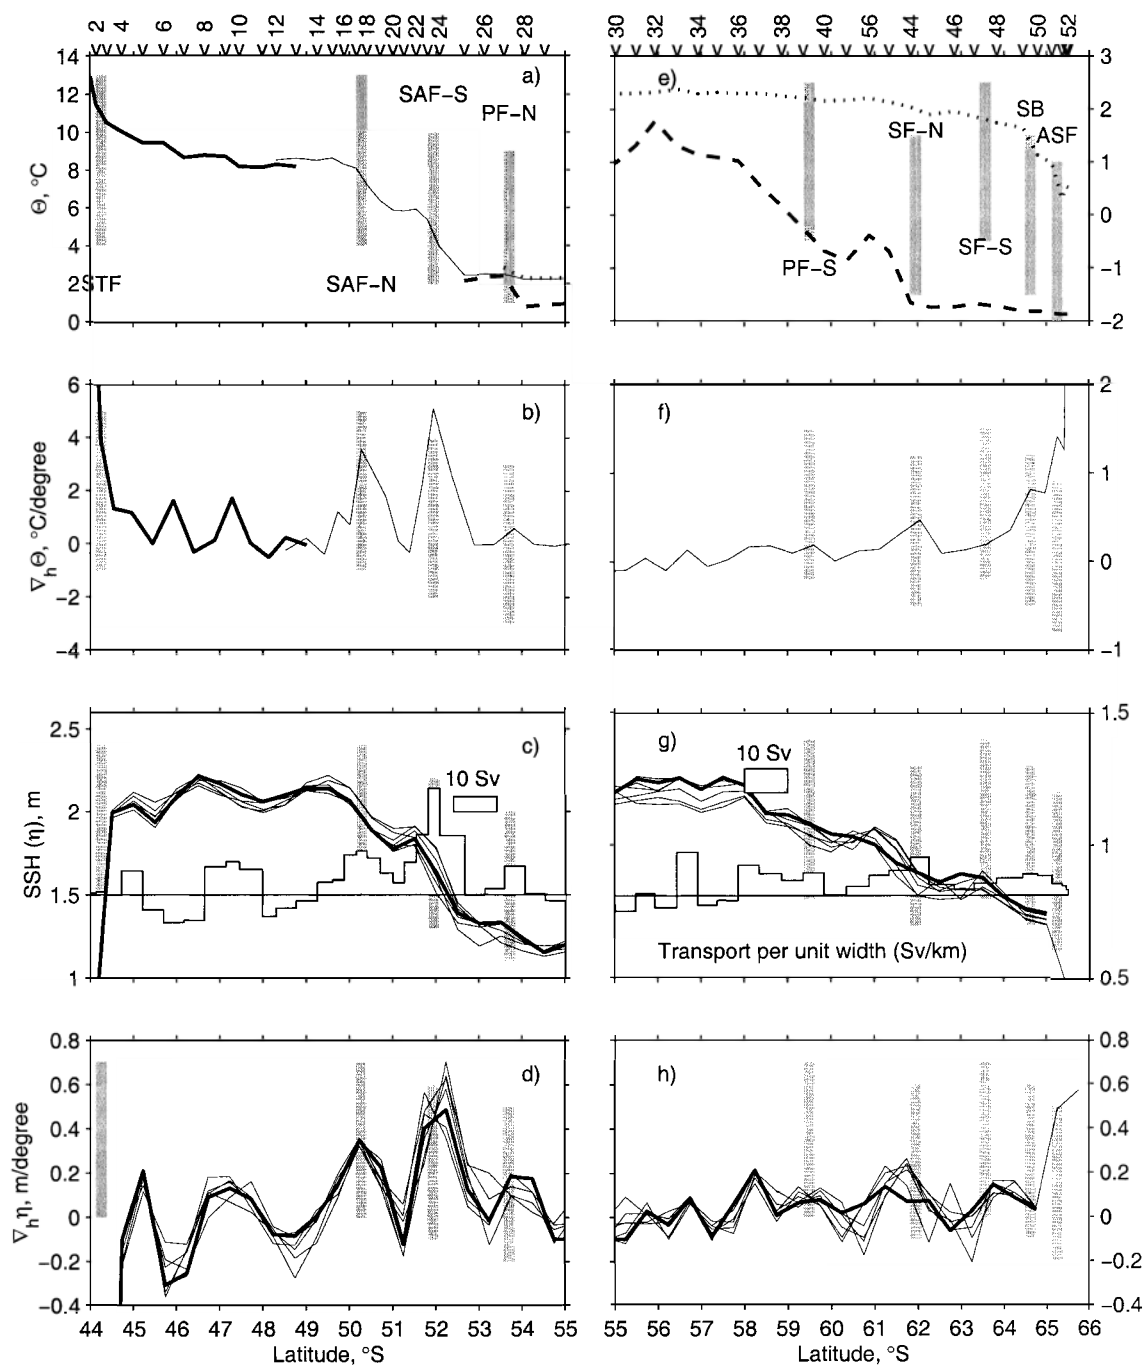 2 4 6 8 10 12 14 16 18 20 22 24 26 28
30 32 34 36 38 40 42 44 46 48 50 52
14
12
10
8
6
4
2
0
Θ, °C
a)
SAF–S
PF–N
STF
SAF–N
3
2
1
0
−1
−2
e)
SB
SF–N
ASF
SF–S
PF–S
6
4
2
0
−2
−4
∇hΘ, °C/degree
b)
2
1
0
−1
f)
2.5
2
1.5
1
SSH (η), m
c)
10 Sv
1.5
1
0.5
g)
10 Sv
Transport per unit width (Sv/km)
0.8
0.6
0.4
0.2
0
−0.2
−0.4
∇hη, m/degree
d)
44 45 46 47 48 49 50 51 52 53 54 55
Latitude, °S
0.8
0.6
0.4
0.2
0
−0.2
−0.4
h)
55 56 57 58 59 60 61 62 63 64 65 66
Latitude, °S